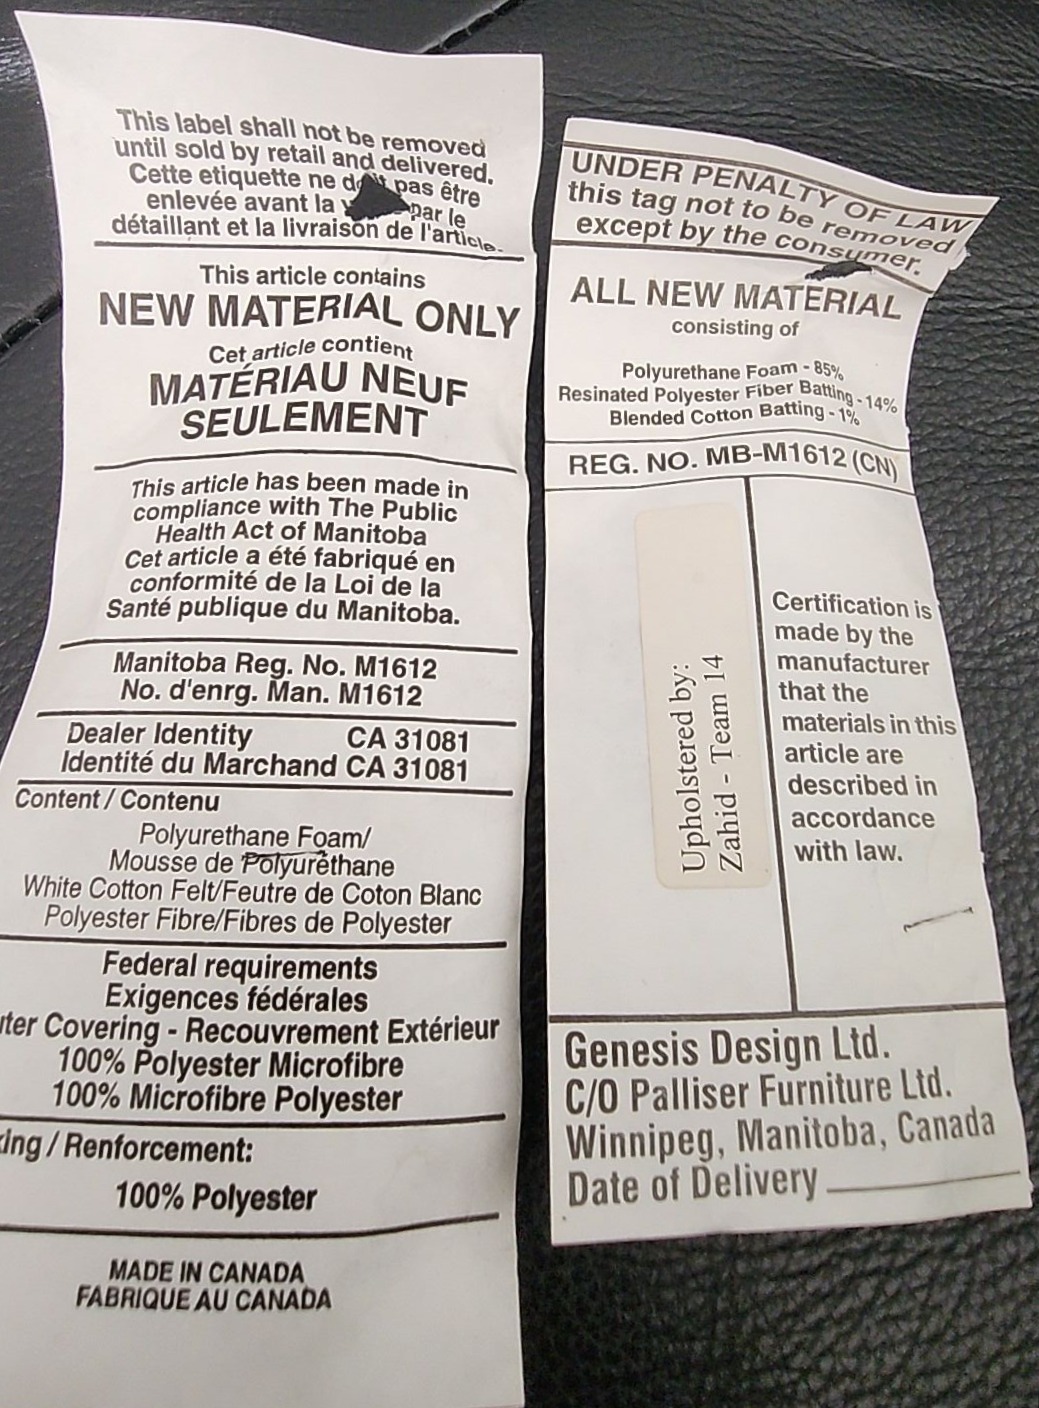 This label shall not be removed
until sold by retail and delivered.
Cette etiquette ne doit pas être
enlevée avant la par le
détaillant et la livraison de l'article.
This article contains
NEW MATERIAL ONLY
Cet article contient
MATÉRIAU NEUF
SEULEMENT
This article has been made in
compliance with The Public
Health Act of Manitoba
Cet article a été fabriqué en
conformité de la Loi de la
Santé publique du Manitoba.
Manitoba Reg. No. M1612
No. d'enrg. Man. M1612
Dealer Identity CA 31081
Identité du Marchand CA 31081
Content / Contenu
Polyurethane Foam/
Mousse de Polyuréthane
White Cotton Felt/Feutre de Coton Blanc
Polyester Fibre/Fibres de Polyester
Federal requirements
Exigences fédérales
Covering - Recouvrement Extérieur
100% Polyester Microfibre
100% Microfibre Polyester
/ Renforcement:
100% Polyester
MADE IN CANADA
FABRIQUE AU CANADA
UNDER PENALTY OF LAW
this tag not to be removed
except by the consumer.
ALL NEW MATERIAL
consisting of
Polyurethane Foam - 85%
Resinated Polyester Fiber Batting - 14%
Blended Cotton Batting - 1%
REG. NO. MB-M1612 (CN)
Upholstered by:
Zahid - Team 14
Certification is
made by the
manufacturer
that the
materials in this
article are
described in
accordance
with law.
Genesis Design Ltd.
C/O Palliser Furniture Ltd.
Winnipeg, Manitoba, Canada
Date of Delivery